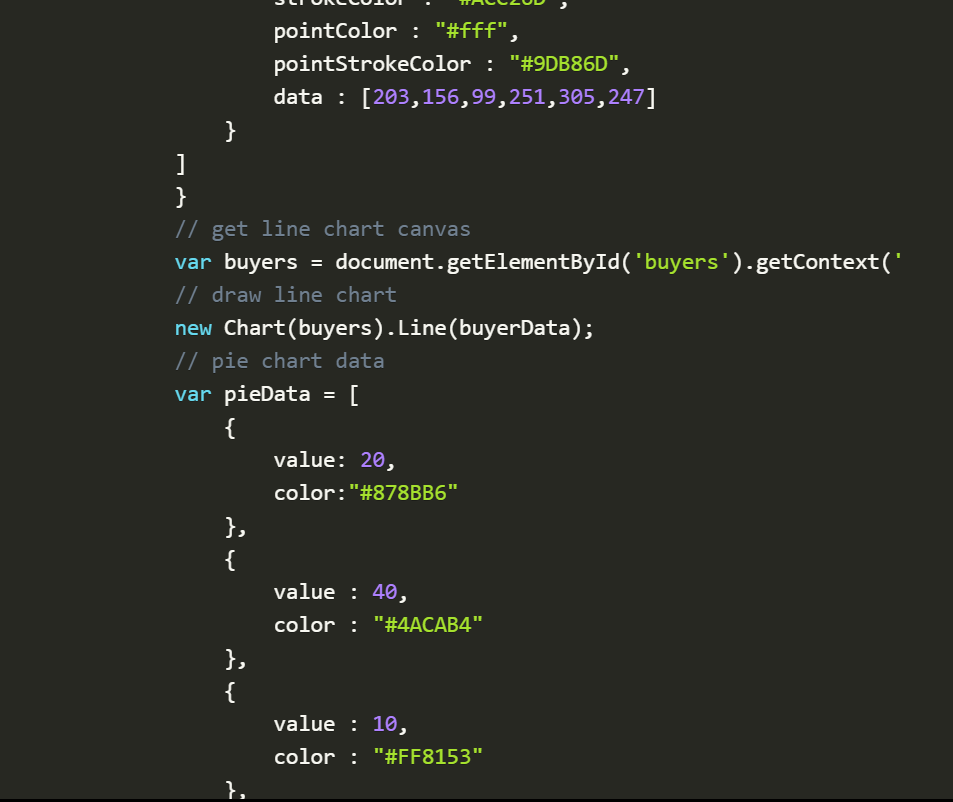 pointColor : "#fff",
pointStrokeColor : "#9DB86D",
data : [203,156,99,251,305,247]
}
]
}
// get line chart canvas
var buyers = document.getElementById('buyers').getContext('
// draw line chart
new Chart(buyers).Line(buyerData);
// pie chart data
var pieData = [
{
value: 20,
color:"#878BB6"
},
{
value : 40,
color : "#4ACAB4"
},
{
value : 10,
color : "#FF8153"
},